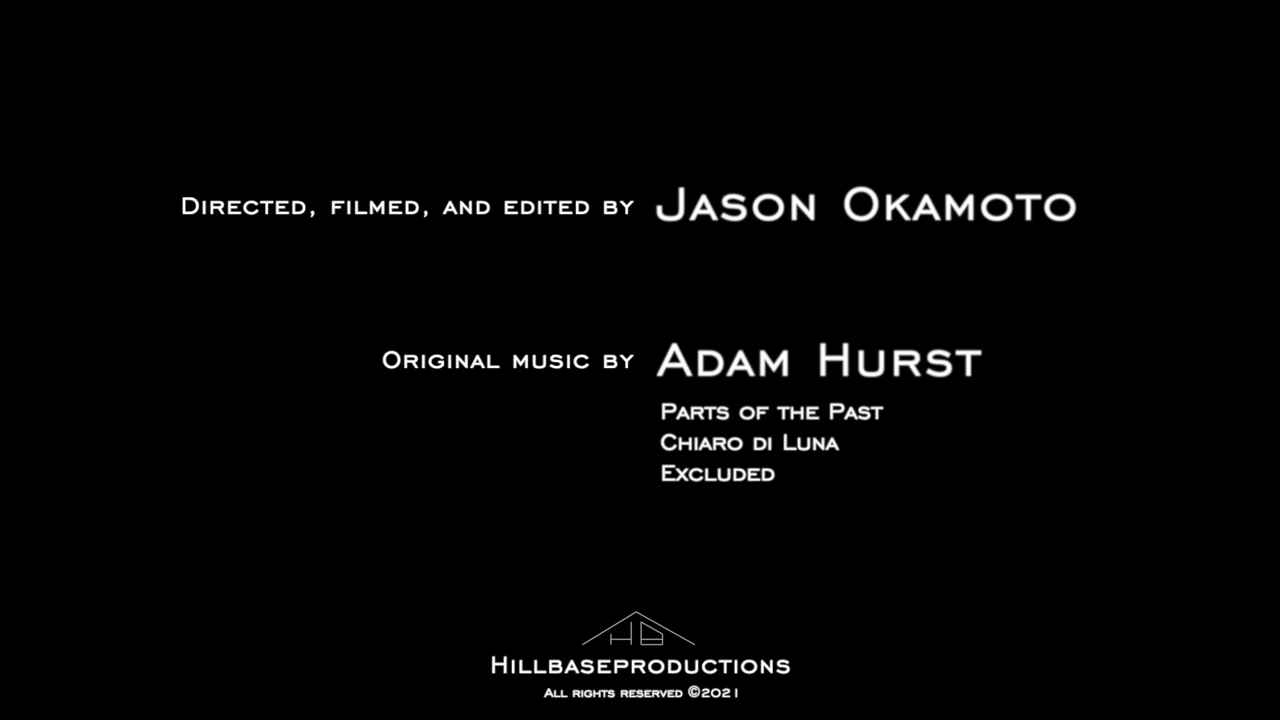 Directed, filmed, and edited by Jason Okamoto
Original music by Adam Hurst
Parts of the Past
Chiaro di Luna
Excluded
HB
Hillbaseproductions
All rights reserved ©2021